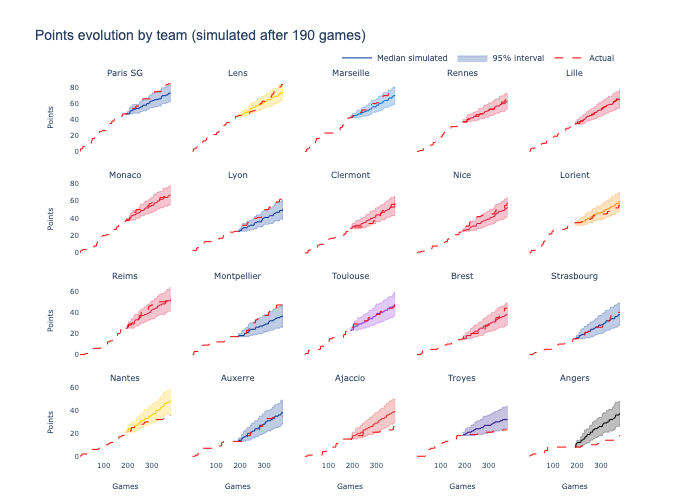 Points evolution by team (simulated after 190 games)
Median simulated 95% interval Actual
Paris SG Lens Marseille Rennes Lille
Points
80
60
40
20
0
Monaco Lyon Clermont Nice Lorient
Points
80
60
40
20
0
Reims Montpellier Toulouse Brest Strasbourg
Points
60
40
20
0
Nantes Auxerre Ajaccio Troyes Angers
Points
60
40
20
0
100 200 300 100 200 300 100 200 300 100 200 300 100 200 300
Games Games Games Games Games